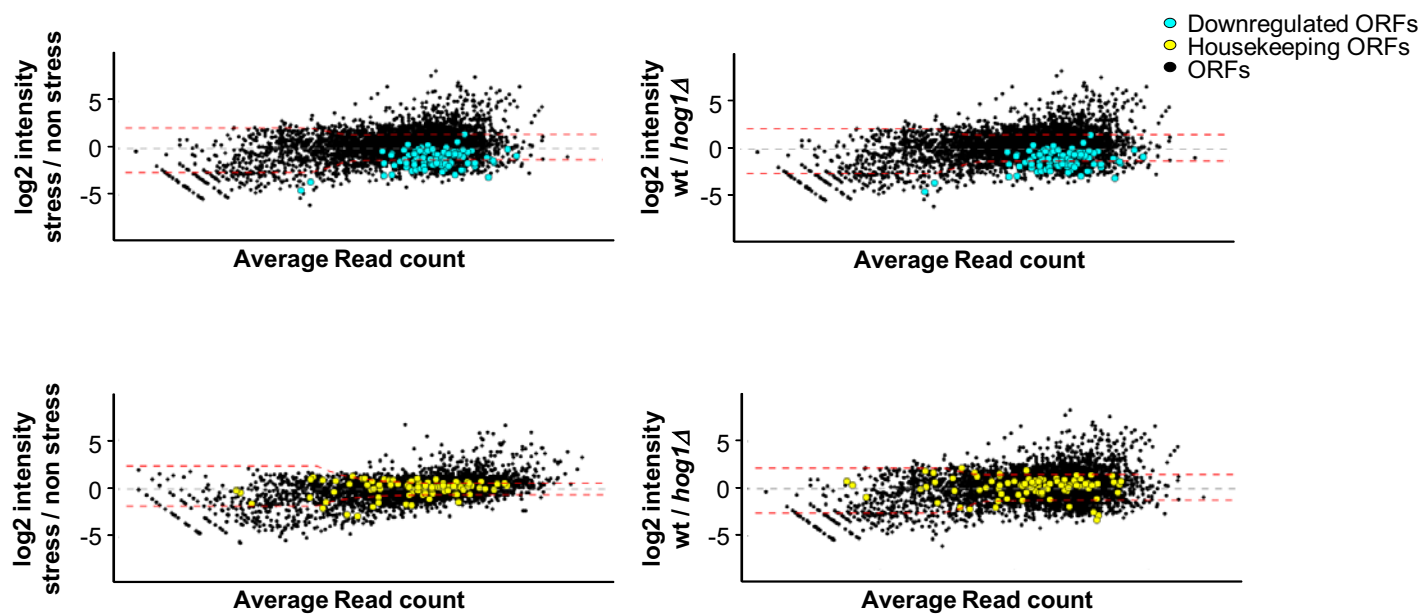 Downregulated ORFs
Housekeeping ORFs
ORFs
log2 intensity
stress / non stress
5
0
-5
Average Read count
log2 intensity
wt / hog1Δ
5
0
-5
Average Read count
log2 intensity
stress / non stress
5
0
-5
Average Read count
log2 intensity
wt / hog1Δ
5
0
-5
Average Read count